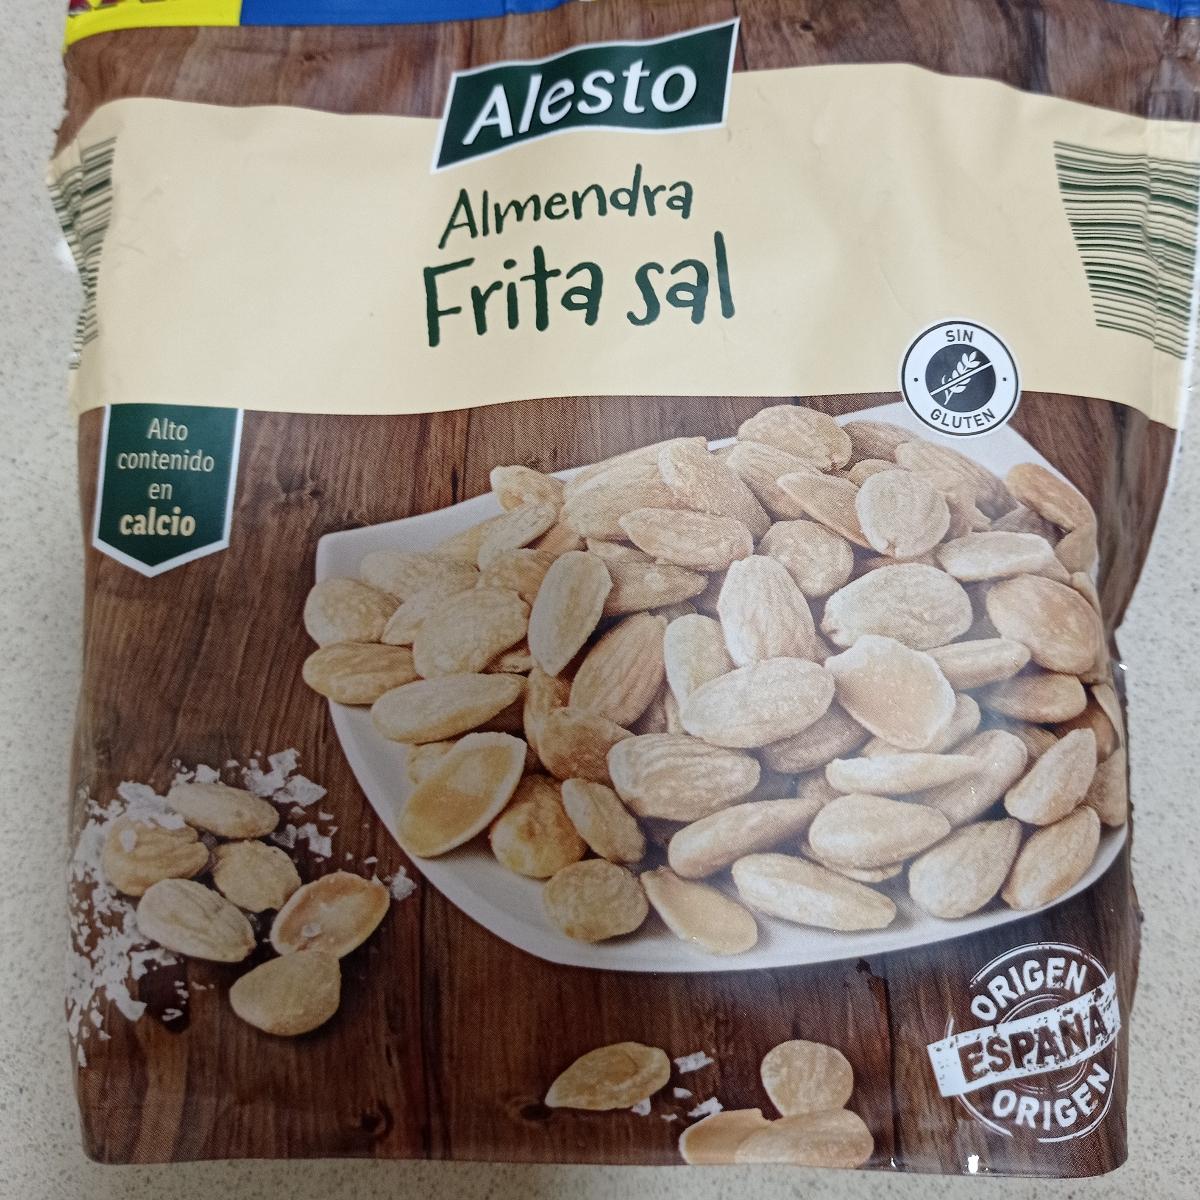 Alesto
Almendra
Frita sal
SIN
GLUTEN
Alto
contenido
en
calcio
ORIGEN
ESPAÑA
ORIGEN